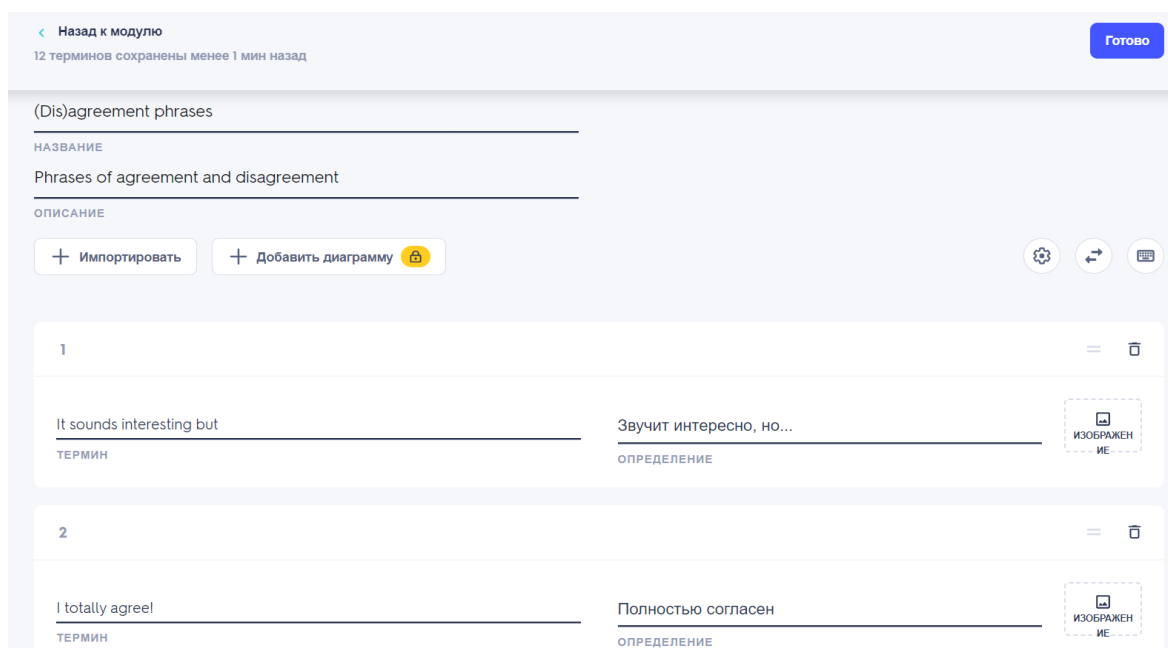 Назад к модулю
12 терминов сохранены менее 1 мин назад
Готово
(Dis)agreement phrases
НАЗВАНИЕ
Phrases of agreement and disagreement
ОПИСАНИЕ
Импортировать
Добавить диаграмму
1
It sounds interesting but
Звучит интересно, но...
ТЕРМИН
ОПРЕДЕЛЕНИЕ
ИЗОБРАЖЕН
ИЕ
2
I totally agree!
Полностью согласен
ТЕРМИН
ОПРЕДЕЛЕНИЕ
ИЗОБРАЖЕН
ИЕ